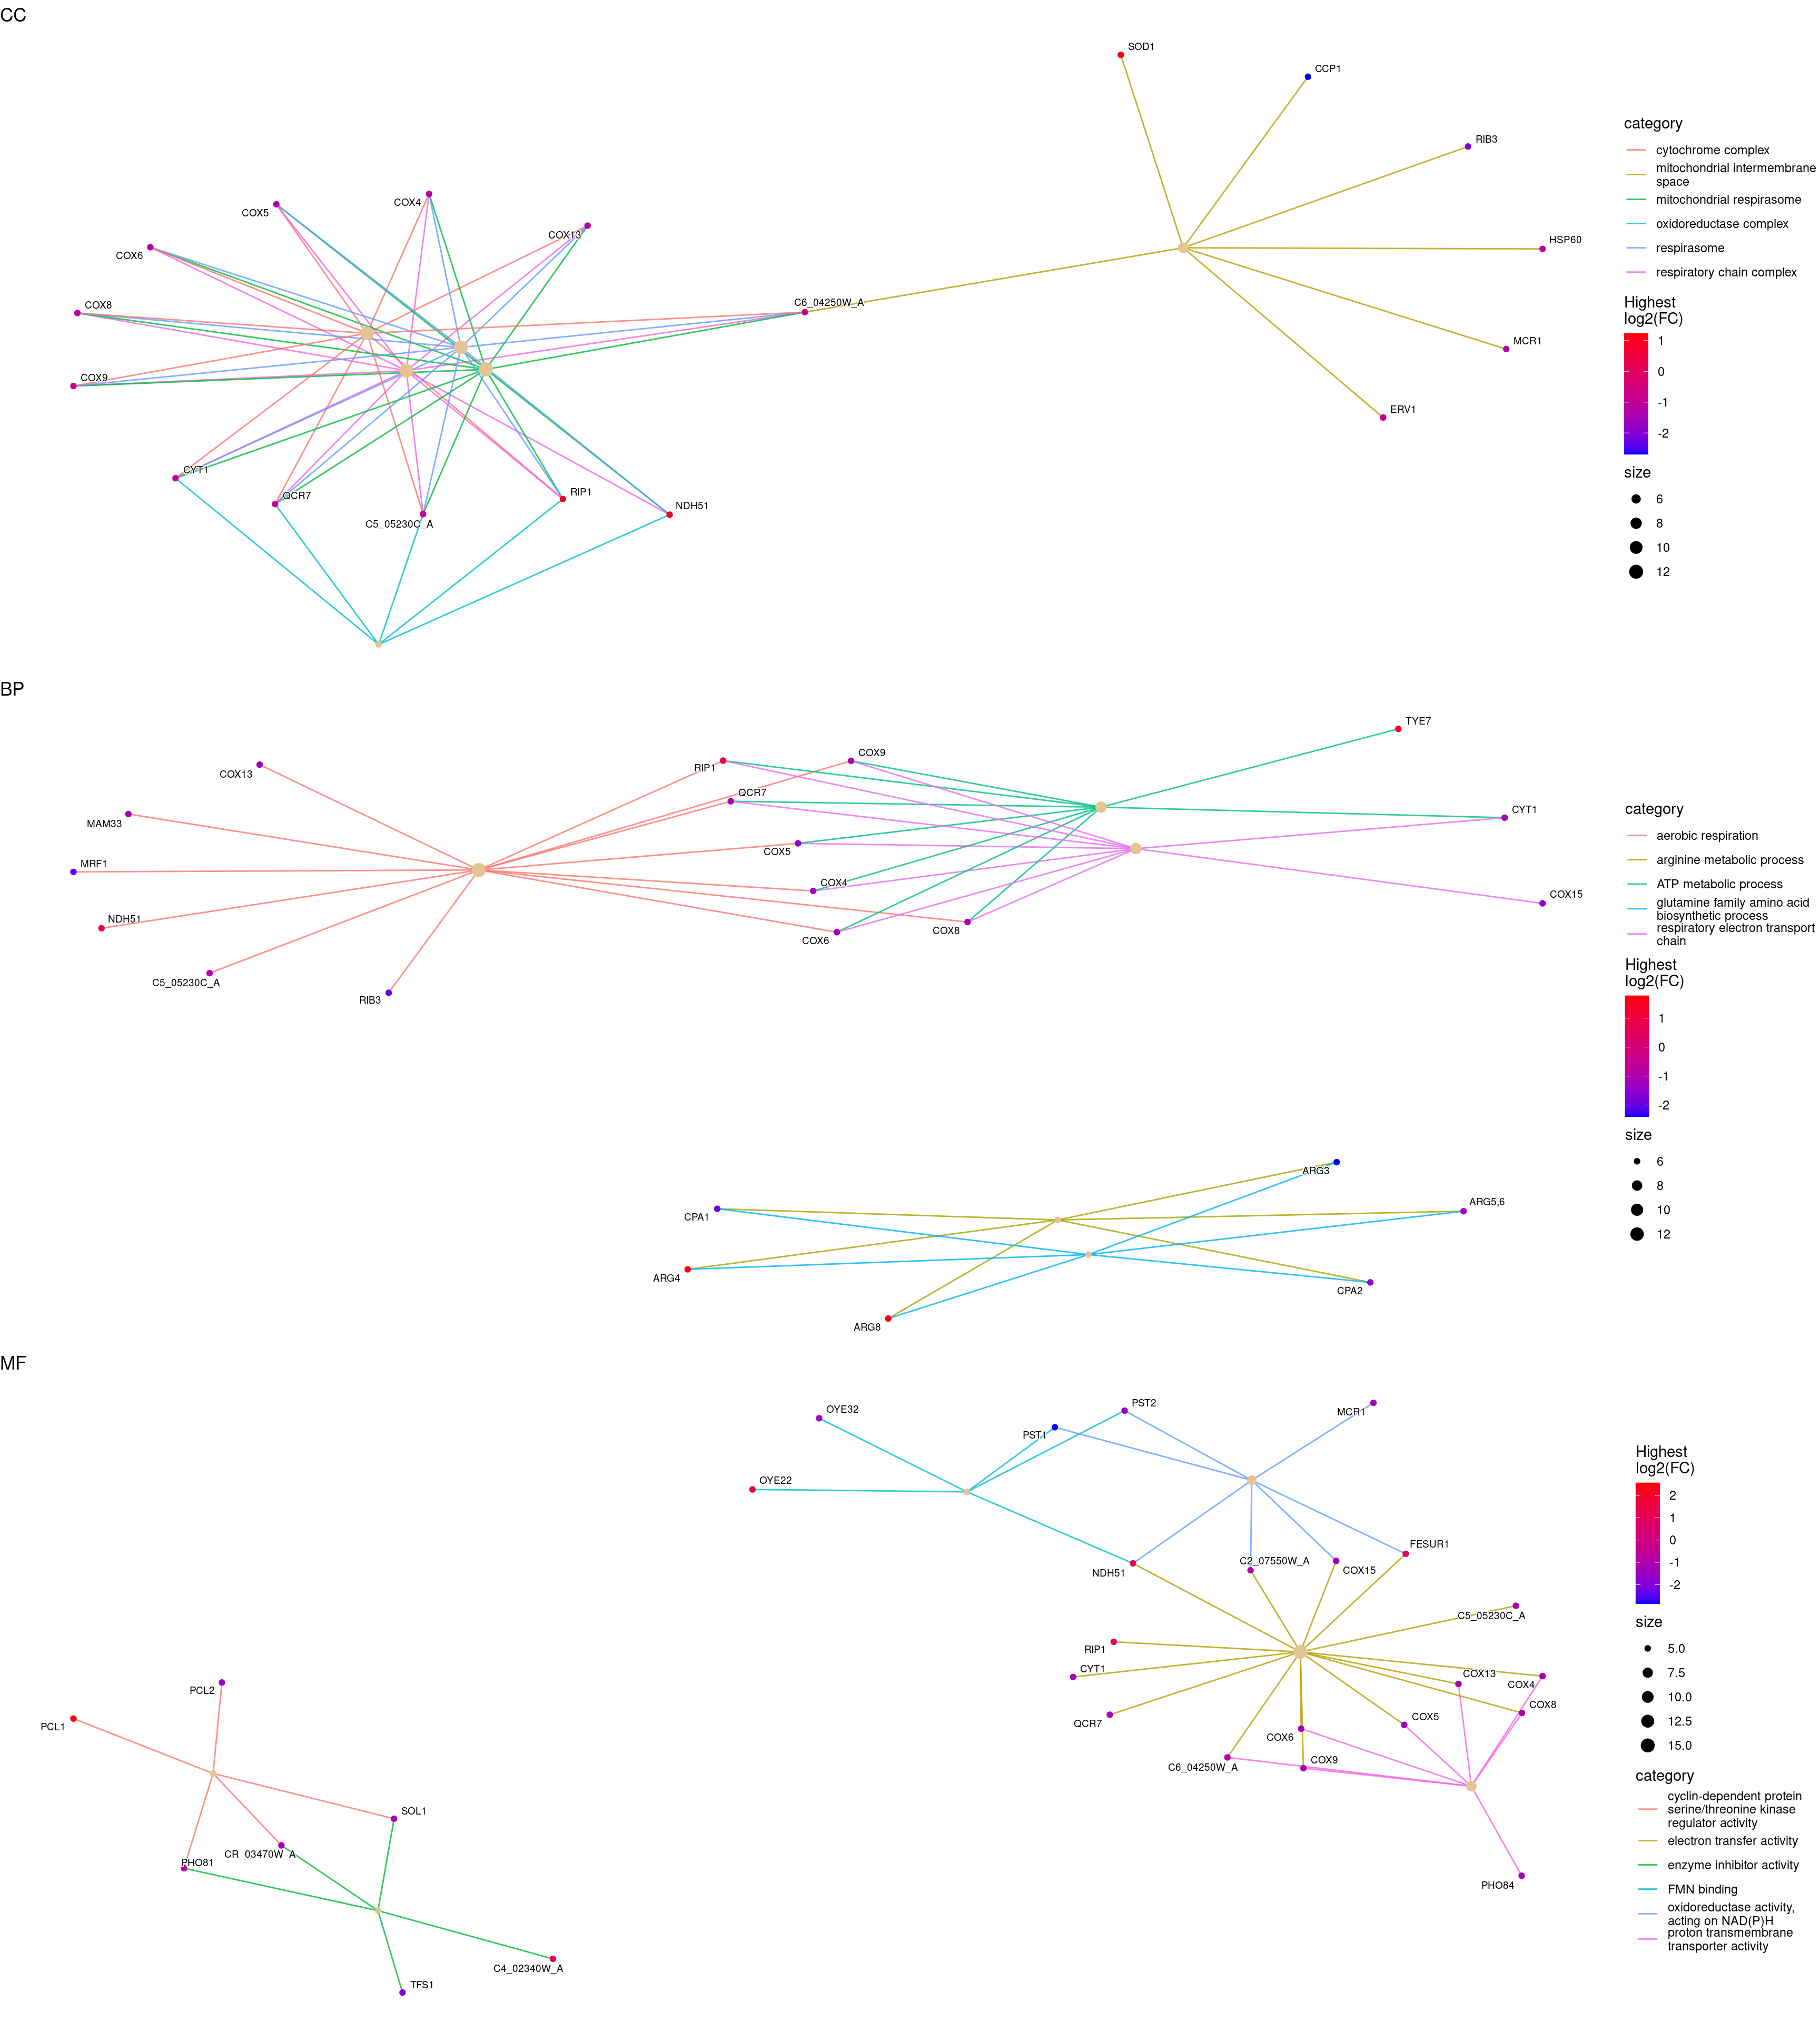 CC
SOD1
CCP1
RIB3
HSP60
MCR1
ERV1
C6_04250W_A
COX4
COX5
COX13
COX6
COX8
COX9
CYT1
QCR7
C5_05230C_A
RIP1
NDH51
category
cytochrome complex
mitochondrial intermembrane
space
mitochondrial respirasome
oxidoreductase complex
respirasome
respiratory chain complex
Highest
log2(FC)
1
0
-1
-2
size
6
8
10
12
BP
TYE7
COX13
RIP1
COX9
MAM33
QCR7
CYT1
MRF1
COX5
COX4
COX15
NDH51
COX6
COX8
C5_05230C_A
RIB3
CPA1
ARG3
ARG5,6
ARG4
CPA2
ARG8
category
aerobic respiration
arginine metabolic process
ATP metabolic process
glutamine family amino acid
biosynthetic process
respiratory electron transport
chain
Highest
log2(FC)
1
0
-1
-2
size
6
8
10
12
MF
OYE32
PST2
MCR1
PST1
OYE22
NDH51
C2_07550W_A
COX15
FESUR1
C5_05230C_A
RIP1
CYT1
COX13
COX4
COX8
QCR7
COX6
COX5
C6_04250W_A
COX9
PHO84
PCL2
PCL1
SOL1
CR_03470W_A
PHO81
C4_02340W_A
TFS1
Highest
log2(FC)
2
1
0
-1
-2
size
5.0
7.5
10.0
12.5
15.0
category
cyclin-dependent protein
serine/threonine kinase
regulator activity
electron transfer activity
enzyme inhibitor activity
FMN binding
oxidoreductase activity,
acting on NAD(P)H
proton transmembrane
transporter activity